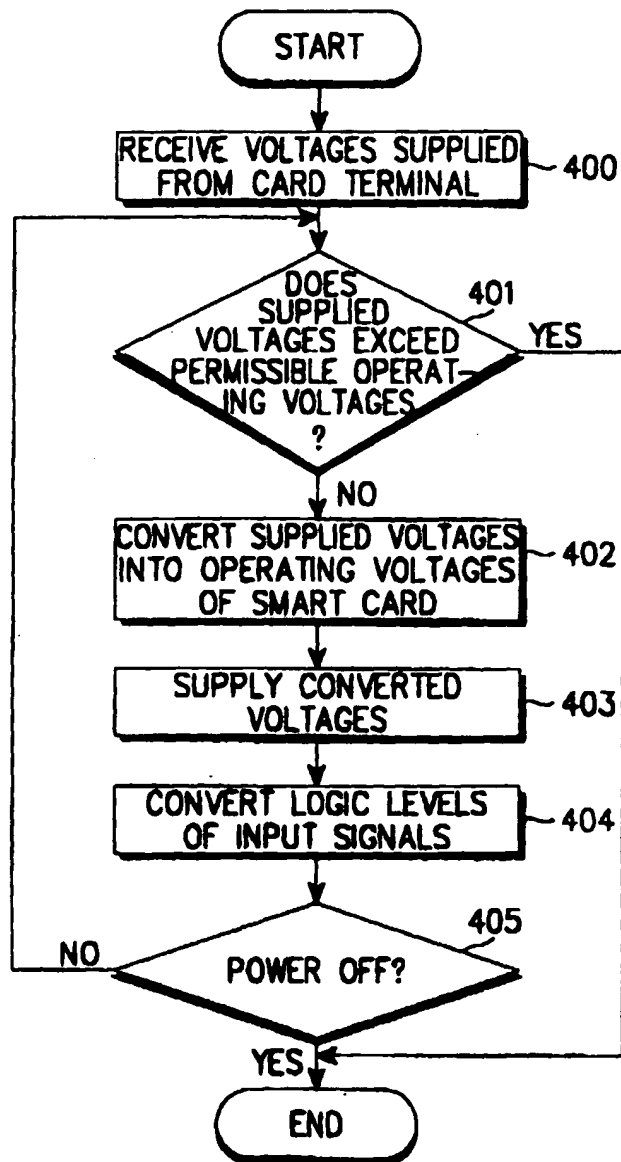 START
RECEIVE VOLTAGES SUPPLIED
FROM CARD TERMINAL
400
DOES
SUPPLIED
VOLTAGES EXCEED
PERMISSIBLE OPERAT-
ING VOLTAGES
?
401
YES
NO
CONVERT SUPPLIED VOLTAGES
INTO OPERATING VOLTAGES
OF SMART CARD
402
SUPPLY CONVERTED
VOLTAGES
403
CONVERT LOGIC LEVELS
OF INPUT SIGNALS
404
POWER OFF?
405
NO
YES
END